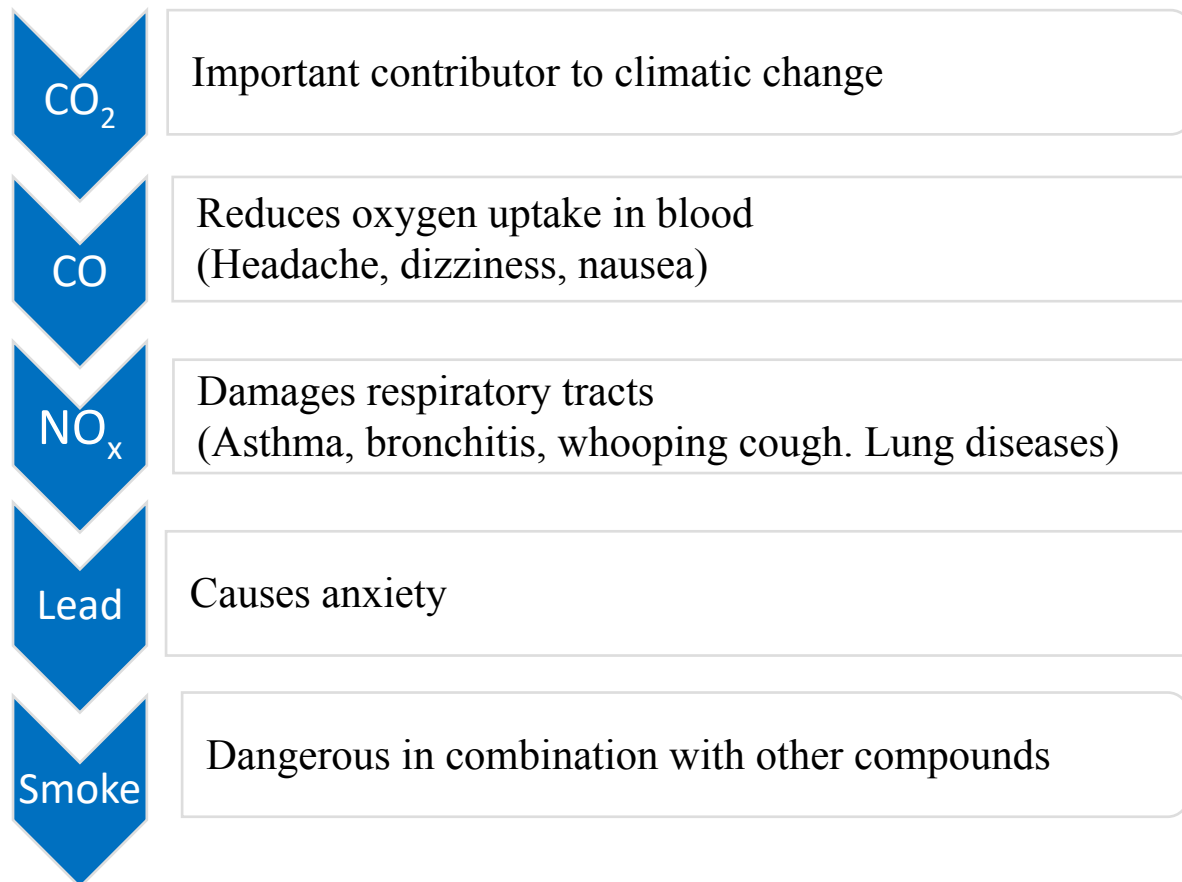 CO₂
Important contributor to climatic change
CO
Reduces oxygen uptake in blood
(Headache, dizziness, nausea)
NOₓ
Damages respiratory tracts
(Asthma, bronchitis, whooping cough. Lung diseases)
Lead
Causes anxiety
Smoke
Dangerous in combination with other compounds